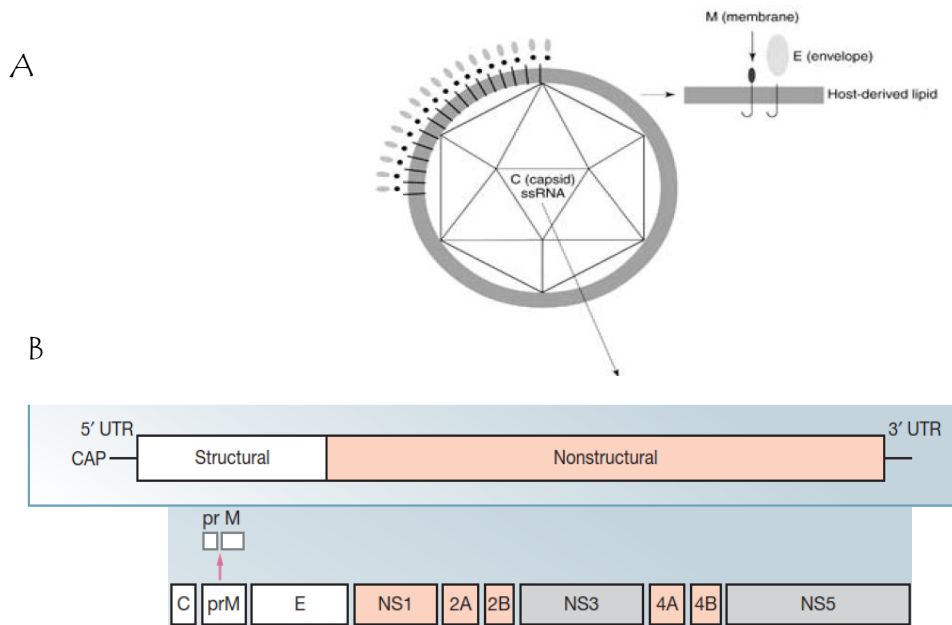 A
M (membrane)
E (envelope)
Host-derived lipid
C (capsid)
ssRNA
B
5′ UTR
3′ UTR
CAP
Structural
Nonstructural
pr M
C prM E NS1 2A 2B NS3 4A 4B NS5